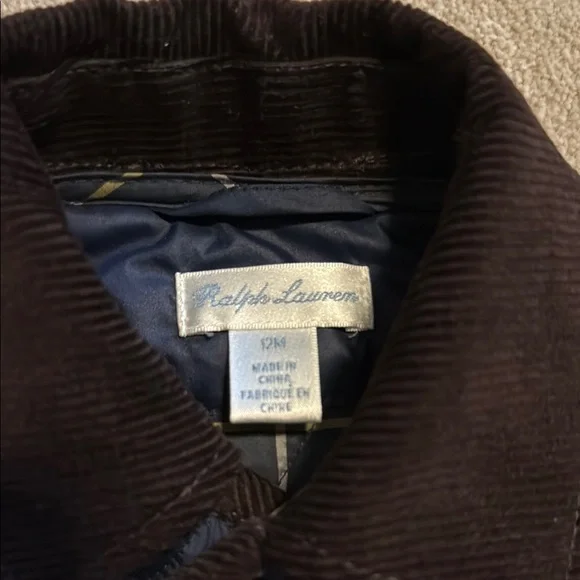 Ralph Lauren
12M
MADE IN
CHINA
FABRIQUE EN
CHINE